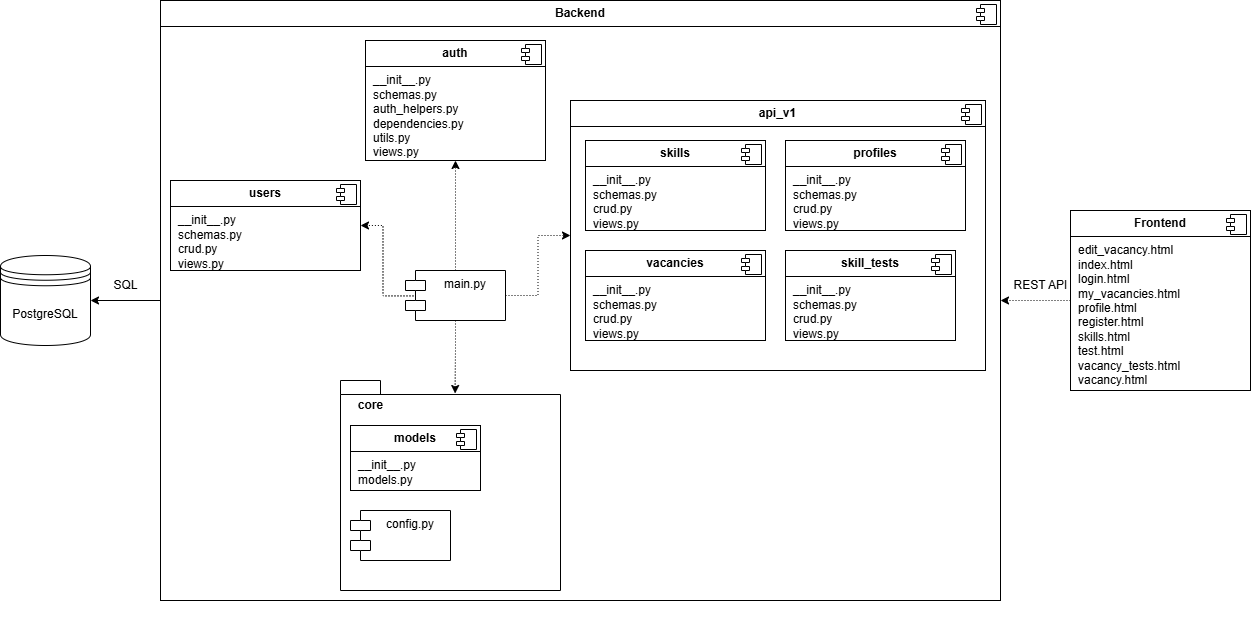 Backend
auth
__init__.py
schemas.py
auth_helpers.py
dependencies.py
utils.py
views.py
api_v1
skills
__init__.py
schemas.py
crud.py
views.py
profiles
__init__.py
schemas.py
crud.py
views.py
users
__init__.py
schemas.py
crud.py
views.py
vacancies
__init__.py
schemas.py
crud.py
views.py
skill_tests
__init__.py
schemas.py
crud.py
views.py
Frontend
edit_vacancy.html
index.html
login.html
my_vacancies.html
profile.html
register.html
skills.html
test.html
vacancy_tests.html
vacancy.html
REST API
SQL
PostgreSQL
main.py
core
models
__init__.py
models.py
config.py